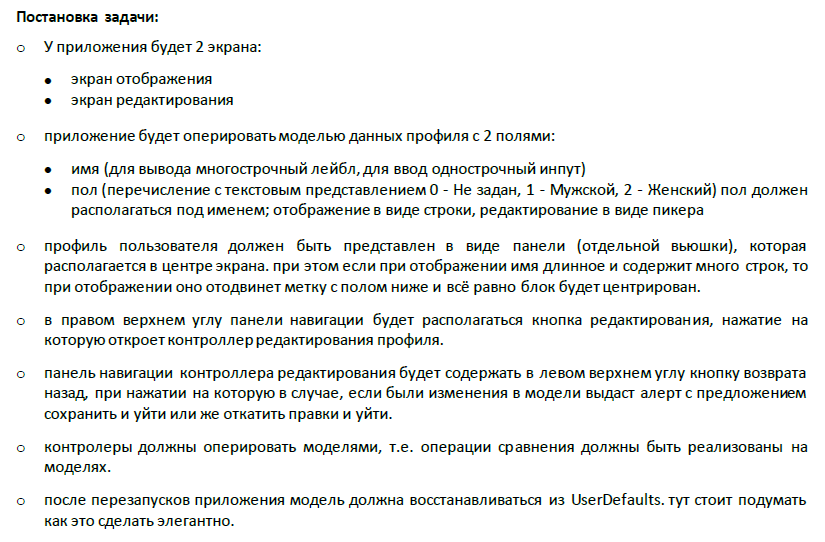 Постановка задачи:
o У приложения будет 2 экрана:
• экран отображения
• экран редактирования
o приложение будет оперировать моделью данных профиля с 2 полями:
• имя (для вывода многострочный лейбл, для ввод однострочный инпут)
• пол (перечисление с текстовым представлением 0 - Не задан, 1 - Мужской, 2 - Женский) пол должен
располагаться под именем; отображение в виде строки, редактирование в виде пикера
o профиль пользователя должен быть представлен в виде панели (отдельной вьюшки), которая
располагается в центре экрана. при этом если при отображении имя длинное и содержит много строк, то
при отображении оно отодвинет метку с полом ниже и всё равно блок будет центрирован.
o в правом верхнем углу панели навигации будет располагаться кнопка редактирования, нажатие на
которую откроет контроллер редактирования профиля.
o панель навигации контроллера редактирования будет содержать в левом верхнем углу кнопку возврата
назад, при нажатии на которую в случае, если были изменения в модели выдаст алерт с предложением
сохранить и уйти или же откатить правки и уйти.
o контролеры должны оперировать моделями, т.е. операции сравнения должны быть реализованы на
моделях.
o после перезапусков приложения модель должна восстанавливаться из UserDefaults. тут стоит подумать
как это сделать элегантно.